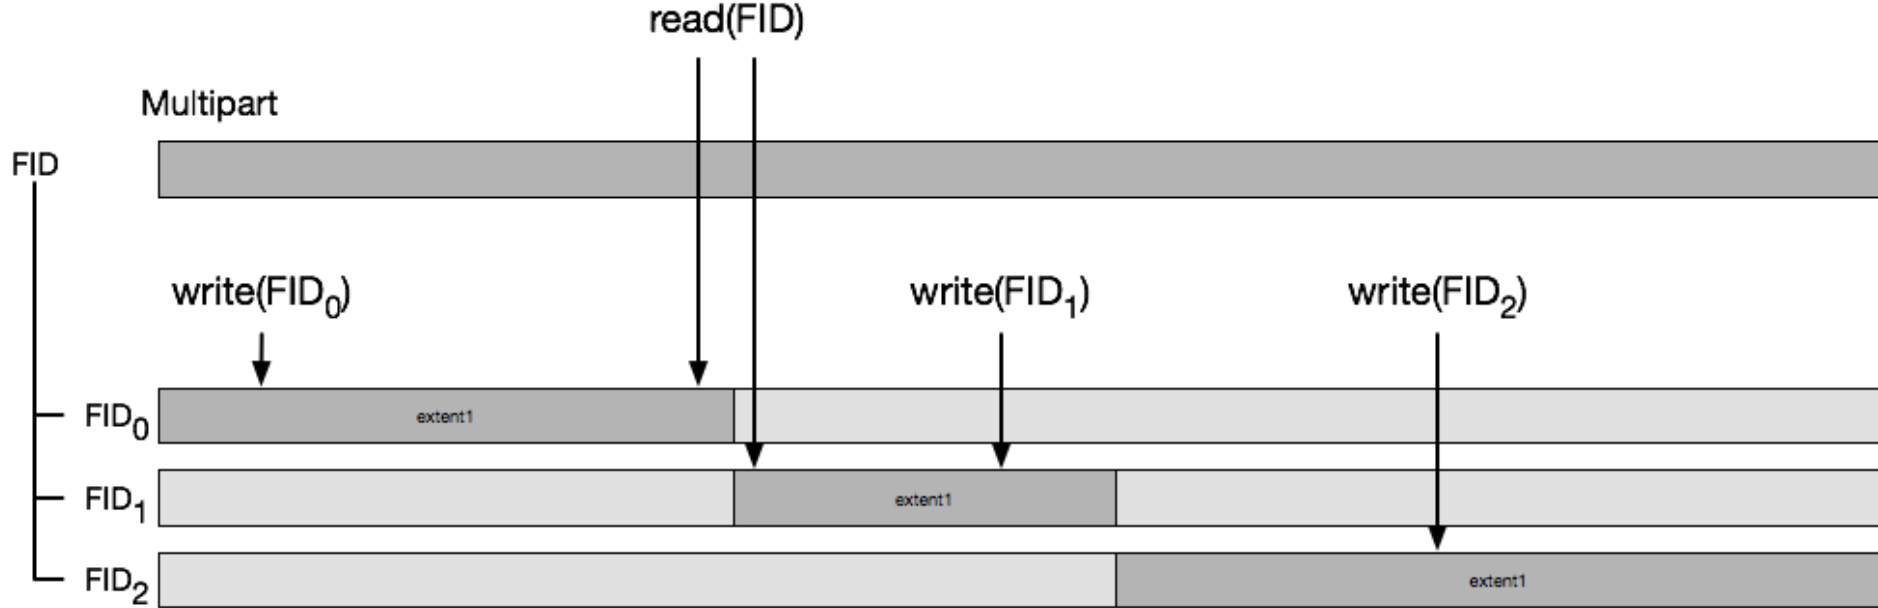 read(FID)
Multipart
FID
write(FID₀) write(FID₁) write(FID₂)
FID₀ extent1
FID₁ extent1
FID₂ extent1